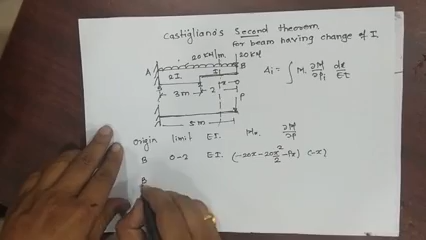 Castigliano's Second theorem
for beam having change of I
20 kN/m 20 kN
A 2I I B Δi = ∫ M. ∂M/∂Pi dx/EI
3m 2
P
5 m
origin limit EI. Mx ∂M/∂P
B 0-2 EI. (-20x-20x²/2-Px) (-x)
B